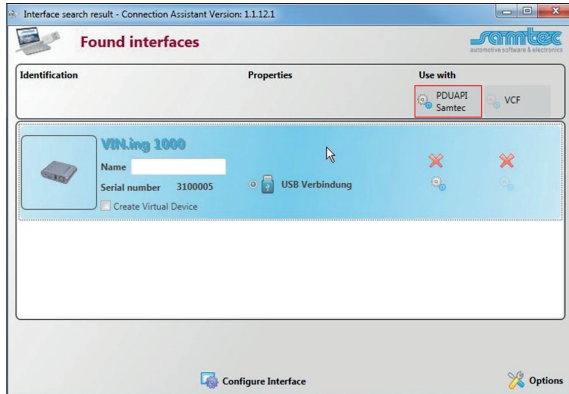 Interface search result - Connection Assistant Version: 1.1.12.1
Found interfaces
samtec
automotive software & electronics
Identification
Properties
Use with
PDUAPI
Samtec
VCF
VIN.ing 1000
Name
Serial number 3100005
USB Verbindung
Create Virtual Device
Configure Interface
Options